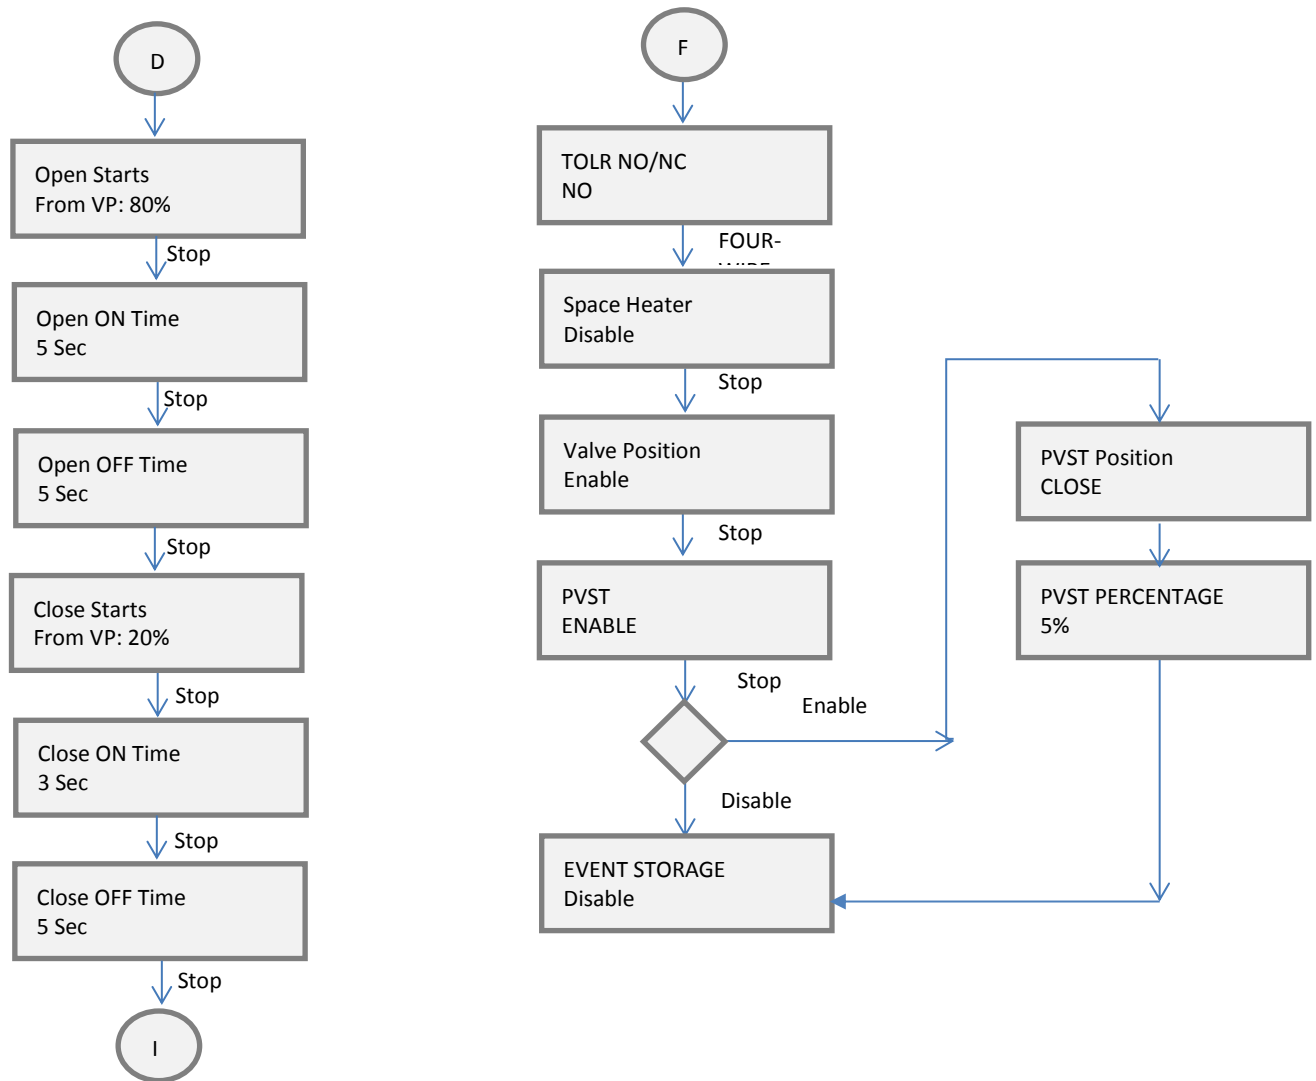 D
Open Starts
From VP: 80%
Stop
Open ON Time
5 Sec
Stop
Open OFF Time
5 Sec
Stop
Close Starts
From VP: 20%
Stop
Close ON Time
3 Sec
Stop
Close OFF Time
5 Sec
Stop
I
F
TOLR NO/NC
NO
FOUR-
Space Heater
Disable
Stop
Valve Position
Enable
Stop
PVST
ENABLE
Stop
Enable
Disable
EVENT STORAGE
Disable
PVST Position
CLOSE
PVST PERCENTAGE
5%